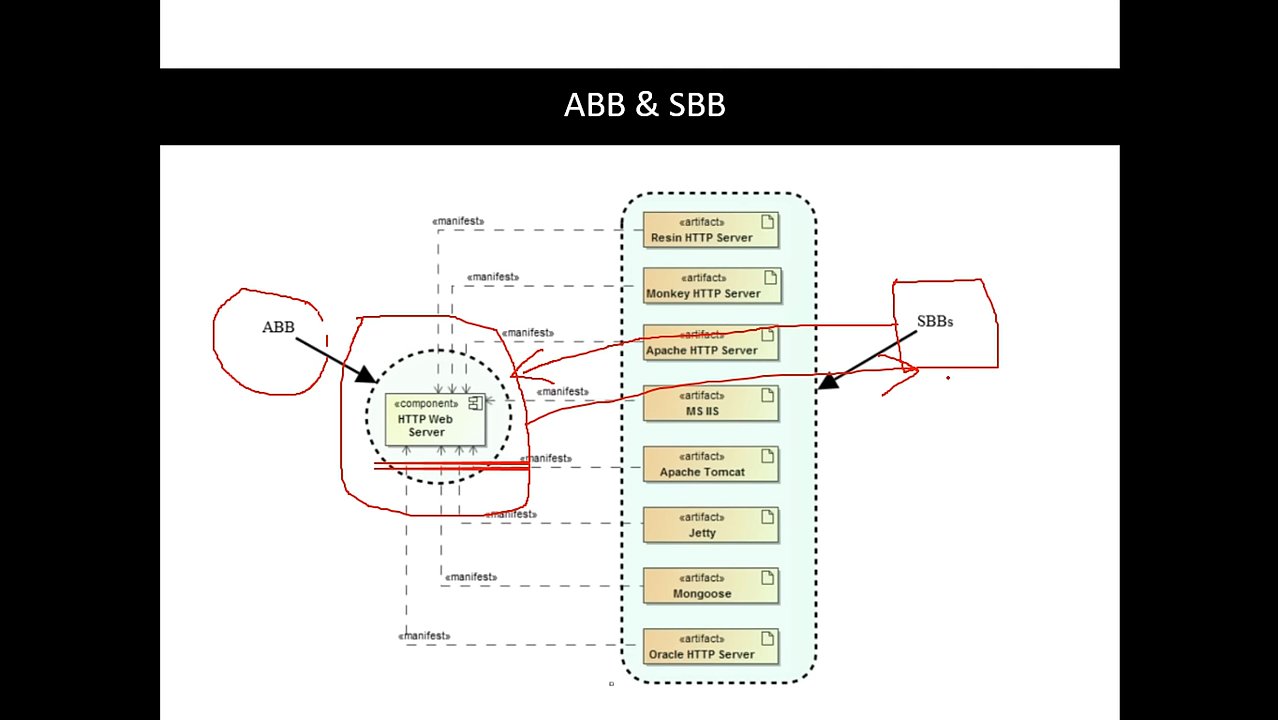 ABB & SBB
«manifest»
«artifact»
Resin HTTP Server
«manifest»
«artifact»
Monkey HTTP Server
ABB
«manifest»
«artifact»
Apache HTTP Server
SBBs
«component»
HTTP Web
Server
«manifest»
«artifact»
MS IIS
«manifest»
«artifact»
Apache Tomcat
«manifest»
«artifact»
Jetty
«manifest»
«artifact»
Mongoose
«manifest»
«artifact»
Oracle HTTP Server